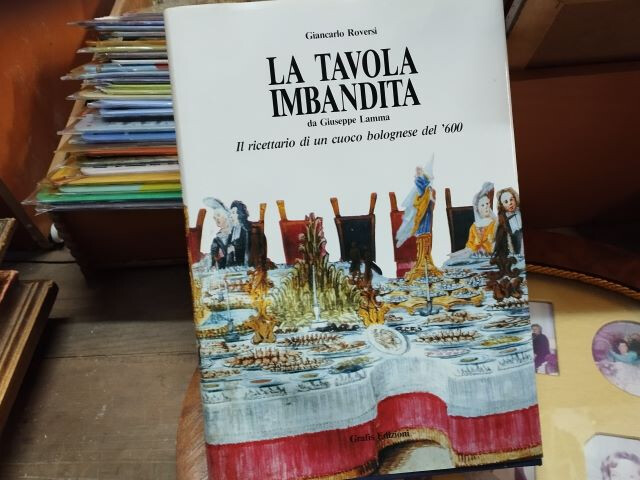 Giancarlo Roversi
LA TAVOLA
IMBANDITA
da Giuseppe Lamma
Il ricettario di un cuoco bolognese del '600
Grafis Edizioni